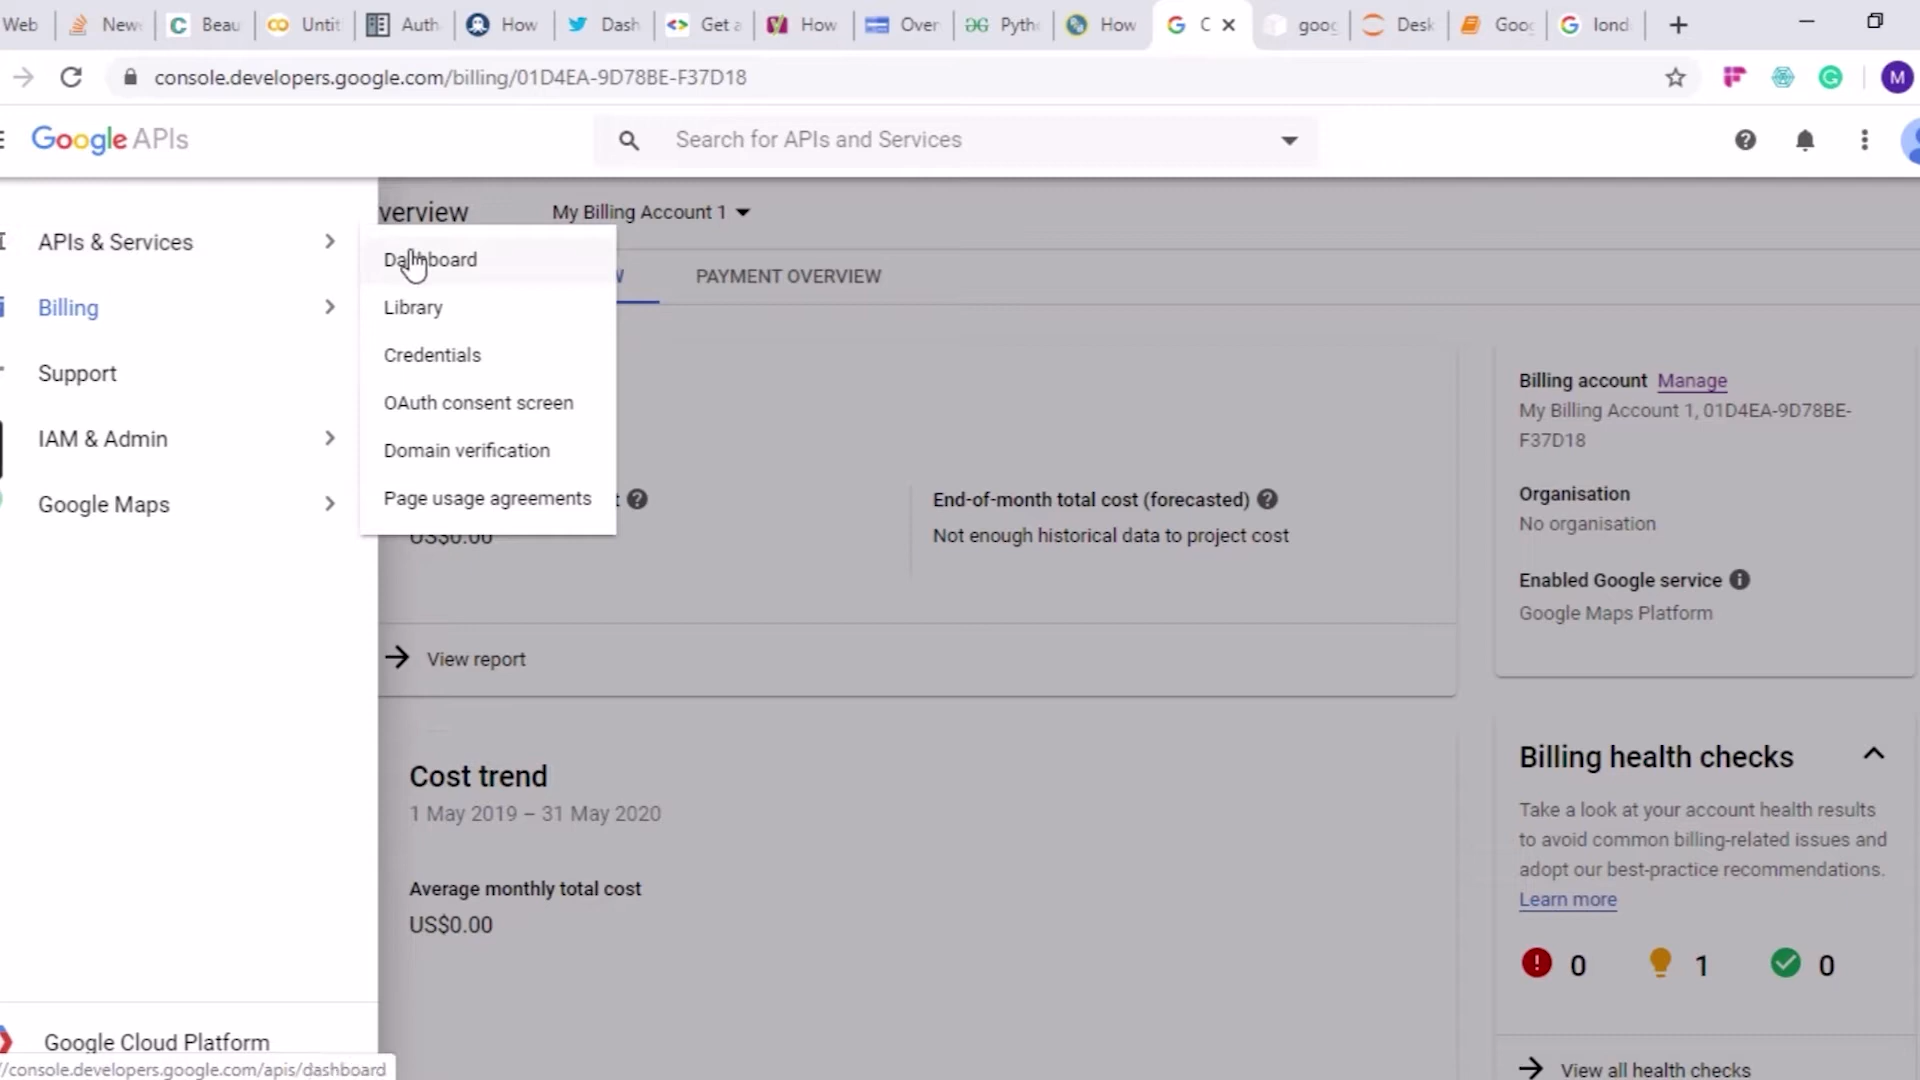 Web
New
Beau
Untit
Auth
How
Dash
Get a
How
Over
Pytho
How
goog
Desk
Goog
lond
console.developers.google.com/billing/01D4EA-9D78BE-F37D18
M
Google APIs
Search for APIs and Services
verview
My Billing Account 1
PAYMENT OVERVIEW
APIs & Services
Billing
Support
IAM & Admin
Google Maps
Dashboard
Library
Credentials
OAuth consent screen
Domain verification
Page usage agreements
US$0.00
End-of-month total cost (forecasted)
Not enough historical data to project cost
View report
Cost trend
1 May 2019 – 31 May 2020
Average monthly total cost
US$0.00
Billing account Manage
My Billing Account 1, 01D4EA-9D78BE-
F37D18
Organisation
No organisation
Enabled Google service
Google Maps Platform
Billing health checks
Take a look at your account health results
to avoid common billing-related issues and
adopt our best-practice recommendations.
Learn more
0 1 0
View all health checks
Google Cloud Platform
//console.developers.google.com/apis/dashboard